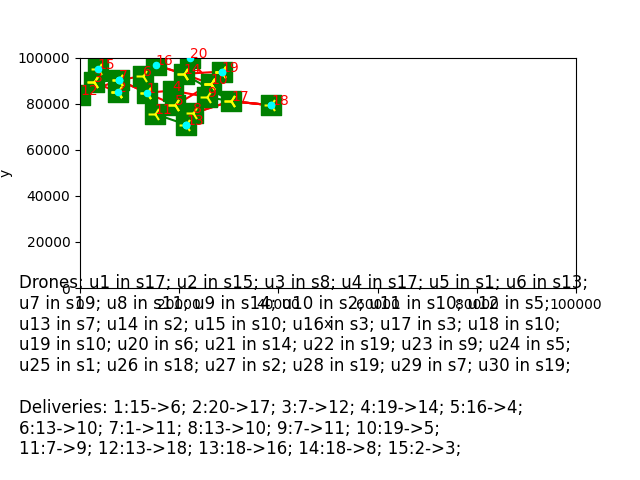 20
16
15
19
100000
18
17
80000
y
60000
40000
20000
0
Drones: u1 in s17; u2 in s15; u3 in s8; u4 in s17; u5 in s1; u6 in s13;
u7 in s19; u8 in s11; u9 in s14; u10 in s2; u11 in s10; u12 in s5;
0 20000 40000 60000 80000 100000
u13 in s7; u14 in s2; u15 in s10; u16 in s3; u17 in s3; u18 in s10;
x
u19 in s10; u20 in s6; u21 in s14; u22 in s19; u23 in s9; u24 in s5;
u25 in s1; u26 in s18; u27 in s2; u28 in s19; u29 in s7; u30 in s19;
Deliveries: 1:15->6; 2:20->17; 3:7->12; 4:19->14; 5:16->4;
6:13->10; 7:1->11; 8:13->10; 9:7->11; 10:19->5;
11:7->9; 12:13->18; 13:18->16; 14:18->8; 15:2->3;